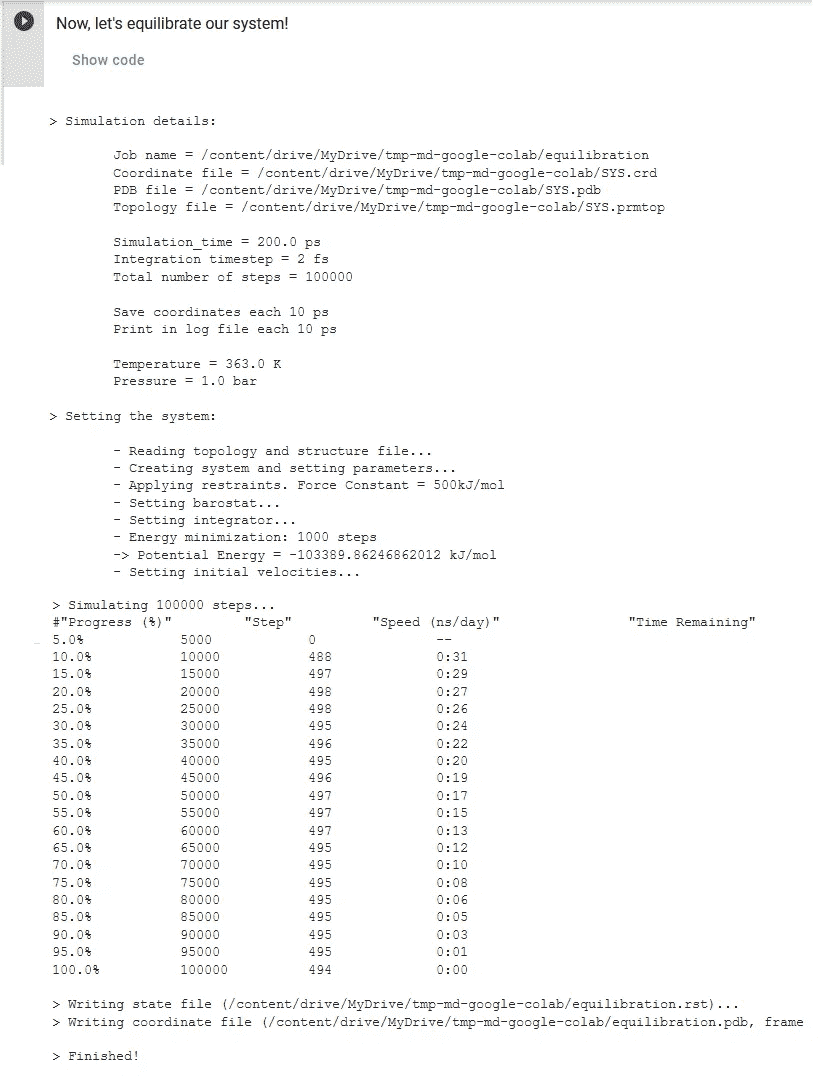 Now, let's equilibrate our system!
Show code
> Simulation details:
Job name = /content/drive/MyDrive/tmp-md-google-colab/equilibration
Coordinate file = /content/drive/MyDrive/tmp-md-google-colab/SYS.crd
PDB file = /content/drive/MyDrive/tmp-md-google-colab/SYS.pdb
Topology file = /content/drive/MyDrive/tmp-md-google-colab/SYS.prmtop
Simulation_time = 200.0 ps
Integration timestep = 2 fs
Total number of steps = 100000
Save coordinates each 10 ps
Print in log file each 10 ps
Temperature = 363.0 K
Pressure = 1.0 bar
> Setting the system:
- Reading topology and structure file...
- Creating system and setting parameters...
- Applying restraints. Force Constant = 500kJ/mol
- Setting barostat...
- Setting integrator...
- Energy minimization: 1000 steps
-> Potential Energy = -103389.86246862012 kJ/mol
- Setting initial velocities...
> Simulating 100000 steps...
#"Progress (%)" "Step" "Speed (ns/day)" "Time Remaining"
5.0% 5000 0 --
10.0% 10000 488 0:31
15.0% 15000 497 0:29
20.0% 20000 498 0:27
25.0% 25000 498 0:26
30.0% 30000 495 0:24
35.0% 35000 496 0:22
40.0% 40000 495 0:20
45.0% 45000 496 0:19
50.0% 50000 497 0:17
55.0% 55000 497 0:15
60.0% 60000 497 0:13
65.0% 65000 495 0:12
70.0% 70000 495 0:10
75.0% 75000 495 0:08
80.0% 80000 495 0:06
85.0% 85000 495 0:05
90.0% 90000 495 0:03
95.0% 95000 495 0:01
100.0% 100000 494 0:00
> Writing state file (/content/drive/MyDrive/tmp-md-google-colab/equilibration.rst)...
> Writing coordinate file (/content/drive/MyDrive/tmp-md-google-colab/equilibration.pdb, frame
> Finished!